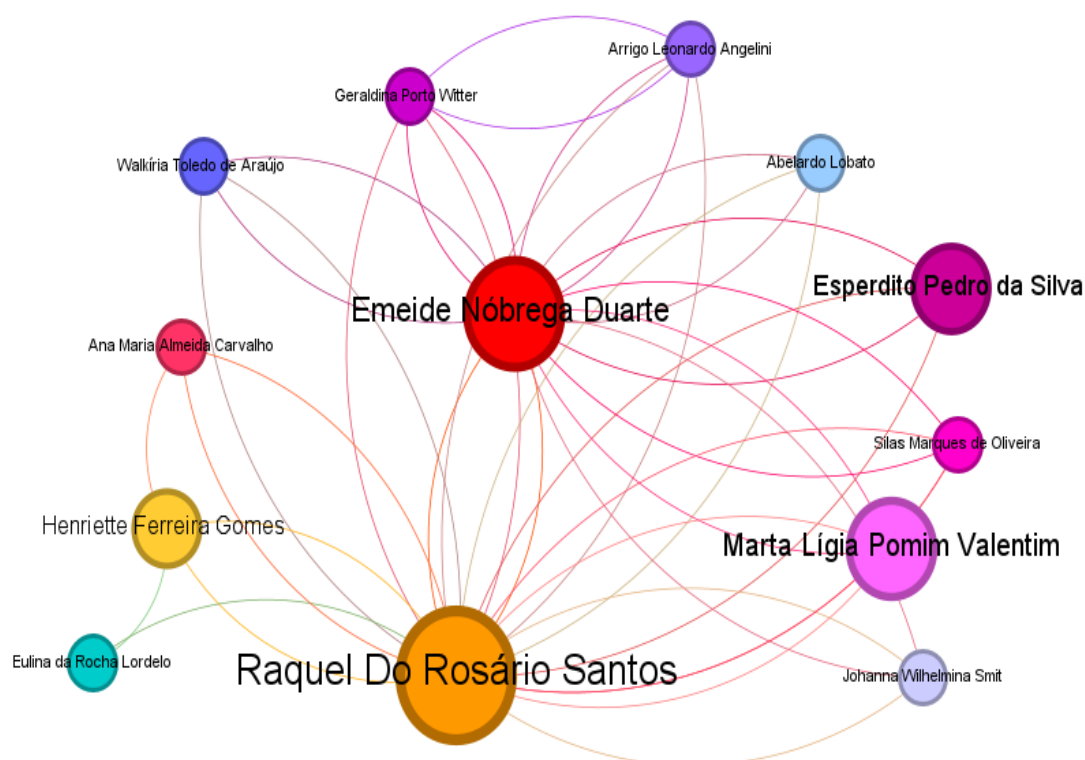 Arrigo Leonardo Angelini
Geraldina Porto Witter
Walkíria Toledo de Araújo
Abelardo Lobato
Esperdito Pedro da Silva
Emeide Nóbrega Duarte
Ana Maria Almeida Carvalho
Silas Marques de Oliveira
Henriette Ferreira Gomes
Marta Lígia Pomim Valentim
Eulina da Rocha Lordelo
Raquel Do Rosário Santos
Johanna Wilhelmina Smit